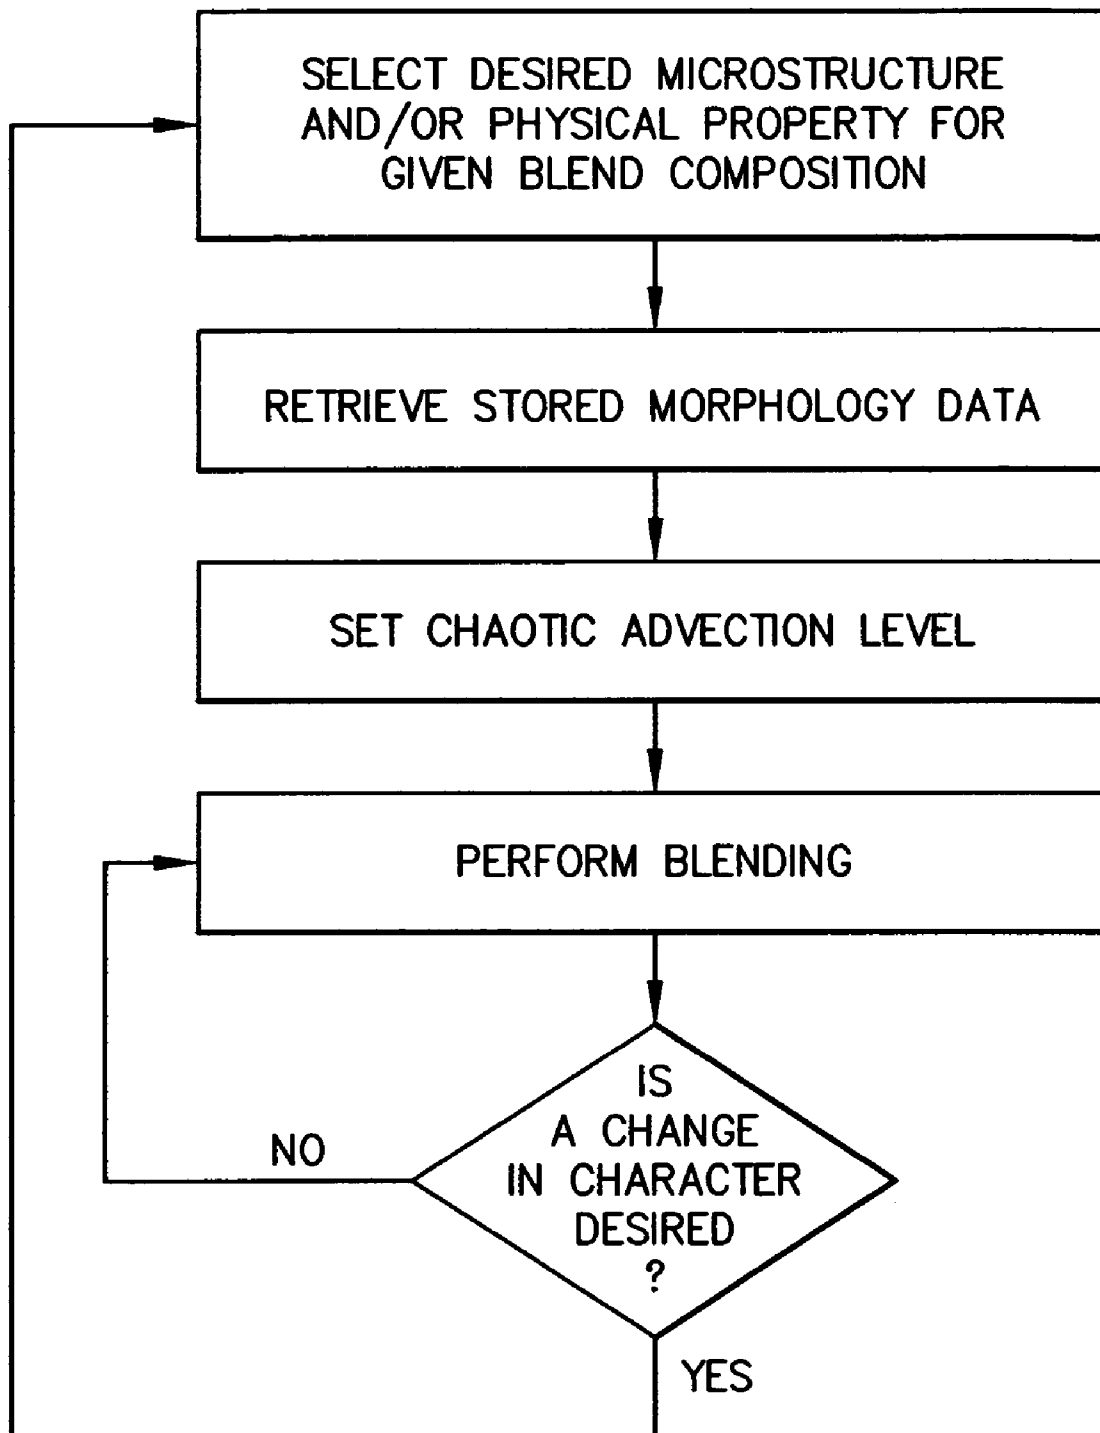 SELECT DESIRED MICROSTRUCTURE
AND/OR PHYSICAL PROPERTY FOR
GIVEN BLEND COMPOSITION
RETRIEVE STORED MORPHOLOGY DATA
SET CHAOTIC ADVECTION LEVEL
PERFORM BLENDING
IS
A CHANGE
IN CHARACTER
DESIRED
?
NO
YES